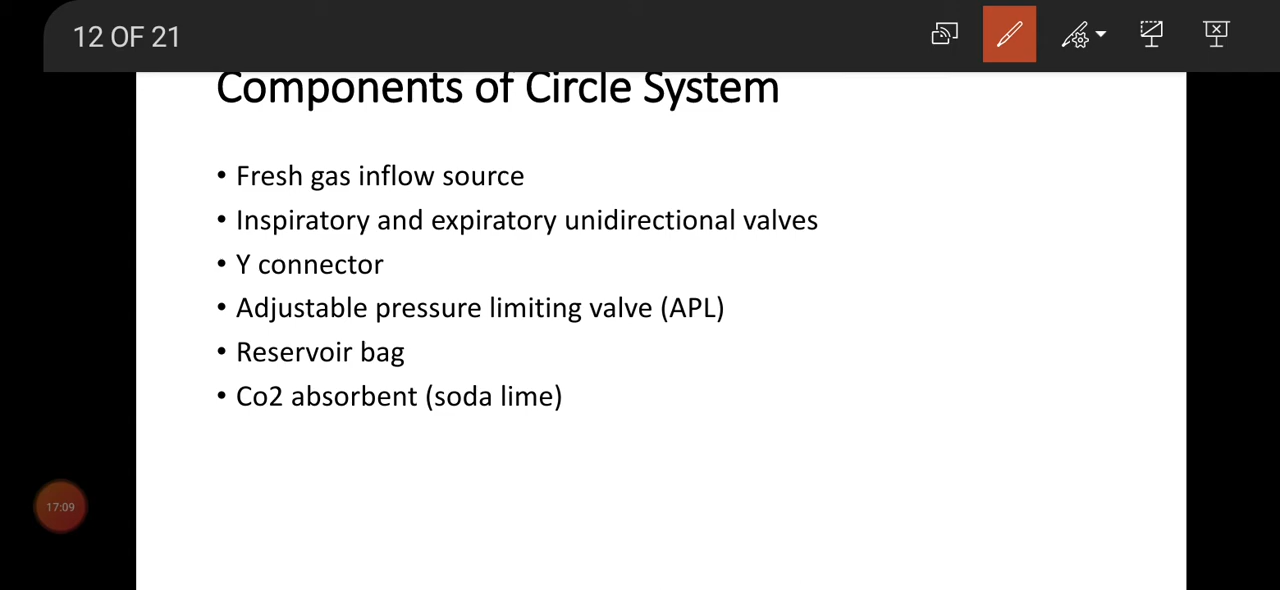 12 OF 21
Components of Circle System
• Fresh gas inflow source
• Inspiratory and expiratory unidirectional valves
• Y connector
• Adjustable pressure limiting valve (APL)
• Reservoir bag
• Co2 absorbent (soda lime)
17:09